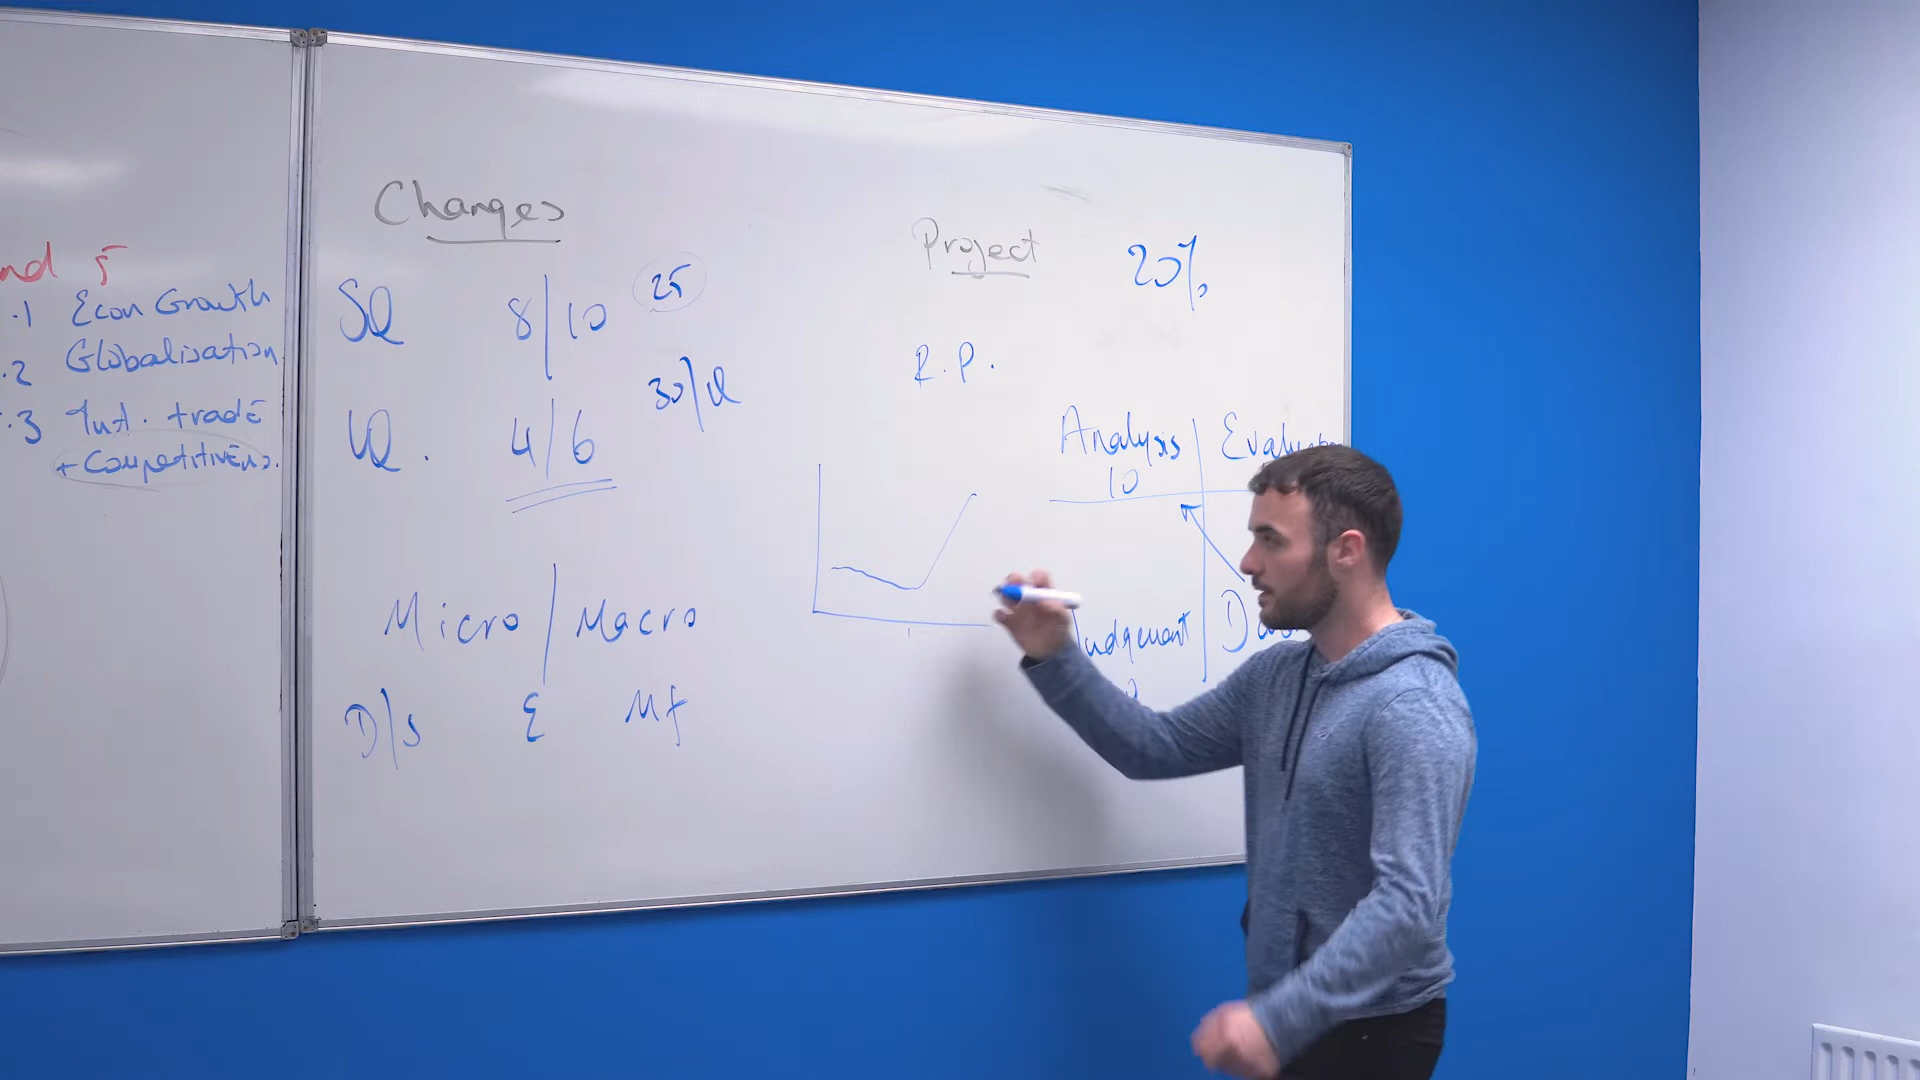 nd 5
.1 Econ Growth
.2 Globalisation
.3 Int. trade
+ Competitiveness.
Changes
SQ 8/10 25
30/Q
LQ. 4/6
Micro/Macro
D/S E Mf
Project 20%
R.P.
Analysis
10
Judgement